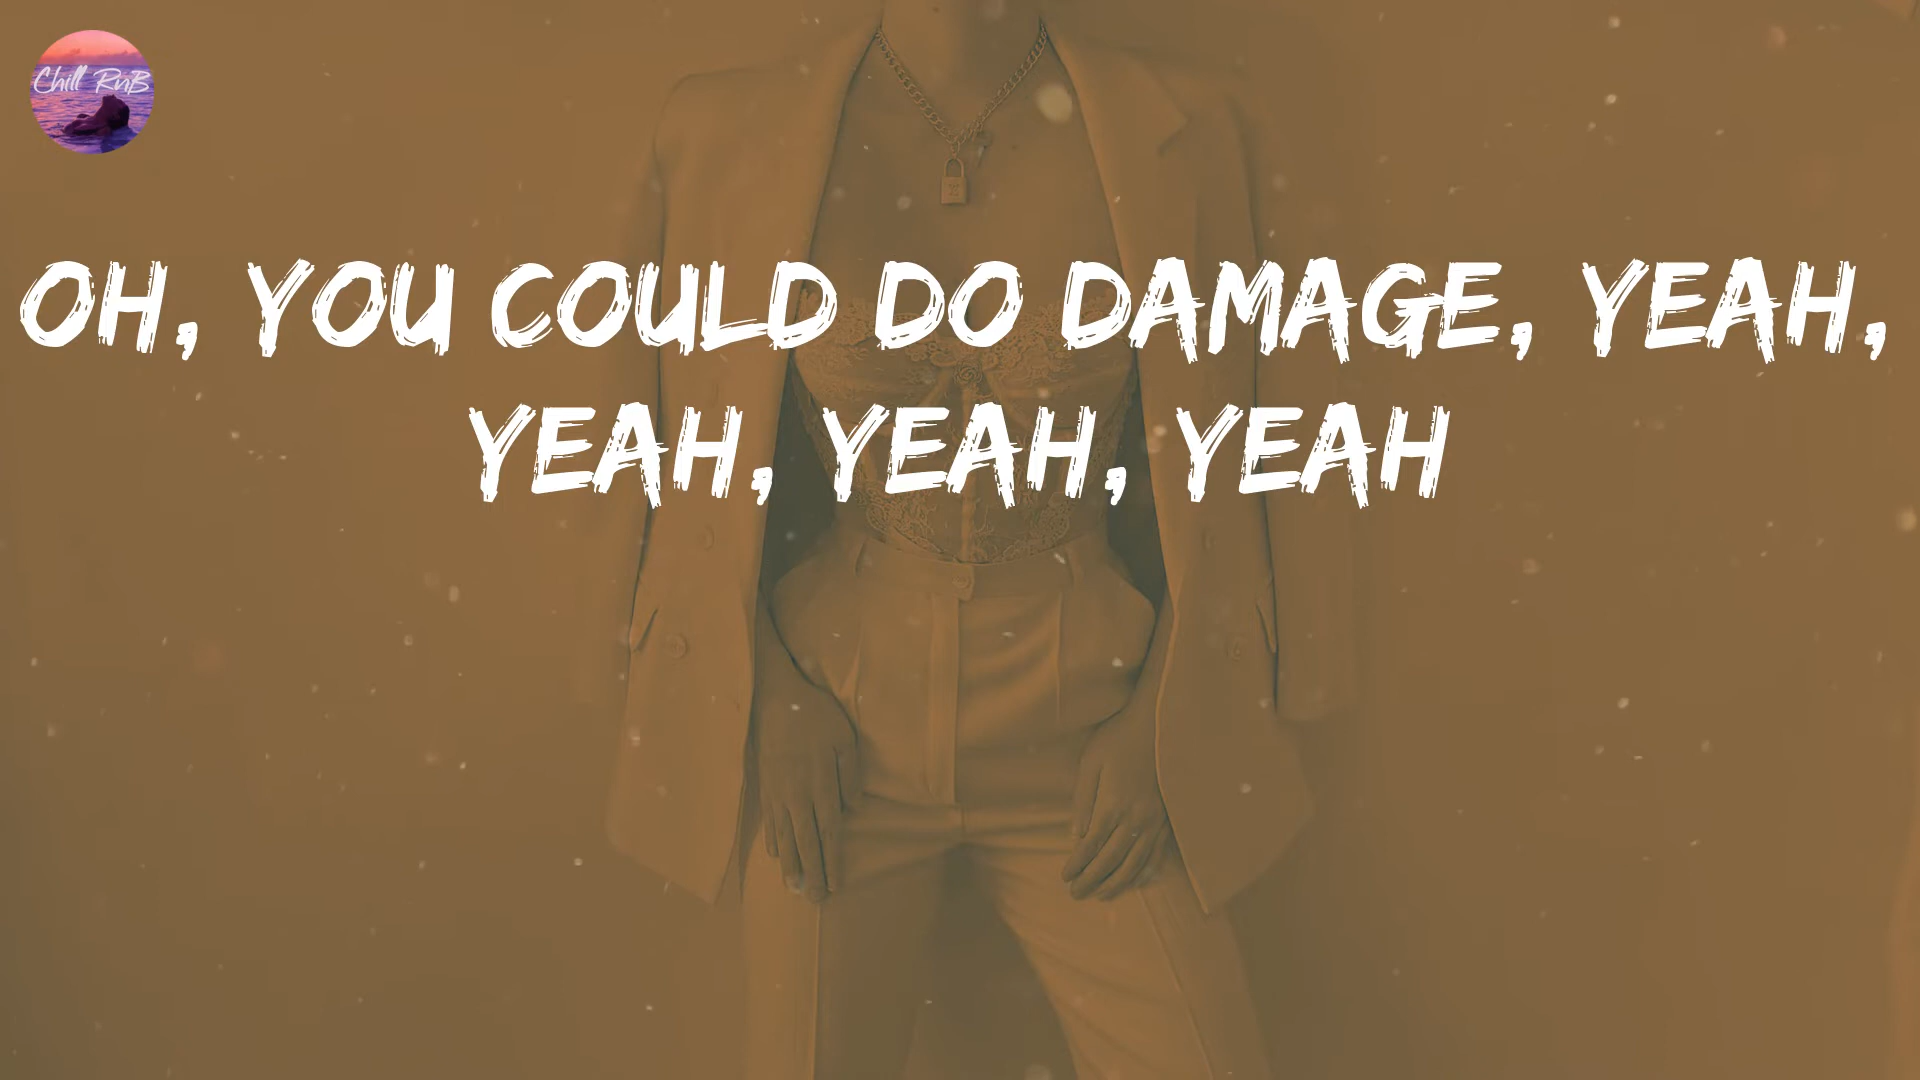 Chill RnB
OH, YOU COULD DO DAMAGE, YEAH,
YEAH, YEAH, YEAH